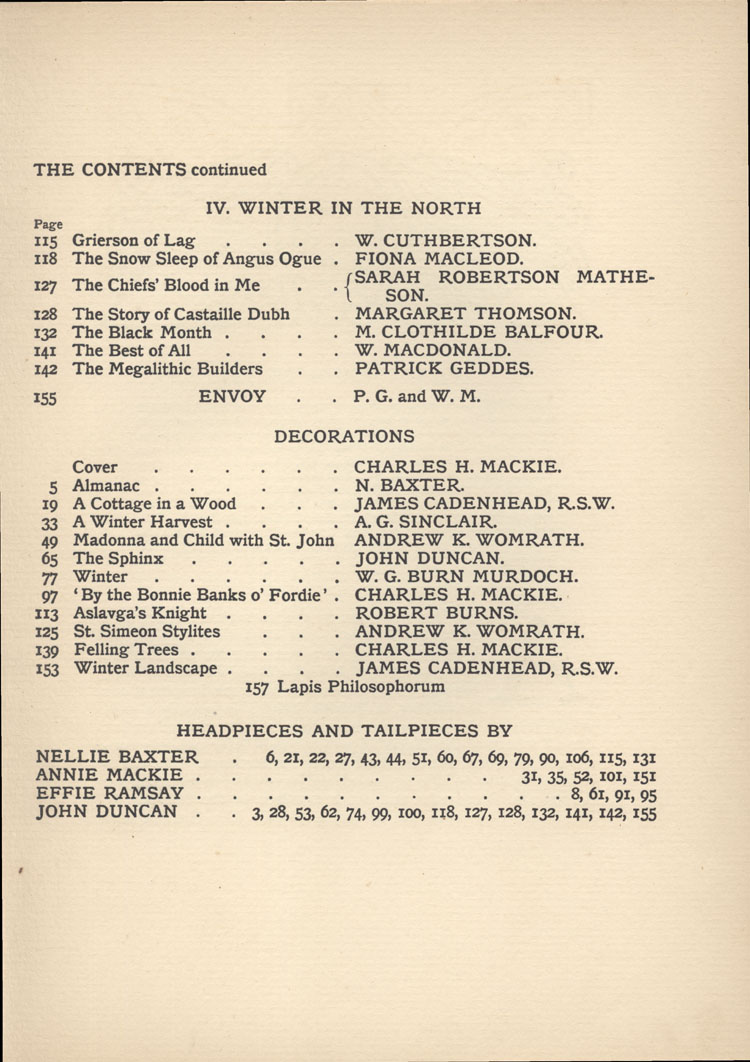 THE CONTENTS continued
IV. WINTER IN THE NORTH
Page
115 Grierson of Lag . . . . W. CUTHBERTSON.
118 The Snow Sleep of Angus Ogue . FIONA MACLEOD.
127 The Chiefs' Blood in Me . . { SARAH ROBERTSON MATHE-
SON.
128 The Story of Castaille Dubh . MARGARET THOMSON.
132 The Black Month . . . . M. CLOTHILDE BALFOUR.
141 The Best of All . . . . W. MACDONALD.
142 The Megalithic Builders . . PATRICK GEDDES.
155 ENVOY . . P. G. and W. M.
DECORATIONS
Cover . . . . . . CHARLES H. MACKIE.
5 Almanac . . . . . . N. BAXTER.
19 A Cottage in a Wood . . . JAMES CADENHEAD, R.S.W.
33 A Winter Harvest . . . . A. G. SINCLAIR.
49 Madonna and Child with St. John ANDREW K. WOMRATH.
65 The Sphinx . . . . . JOHN DUNCAN.
77 Winter . . . . . . W. G. BURN MURDOCH.
97 'By the Bonnie Banks o' Fordie' . CHARLES H. MACKIE.
113 Aslavga's Knight . . . . ROBERT BURNS.
125 St. Simeon Stylites . . . ANDREW K. WOMRATH.
139 Felling Trees . . . . . CHARLES H. MACKIE.
153 Winter Landscape . . . . JAMES CADENHEAD, R.S.W.
157 Lapis Philosophorum
HEADPIECES AND TAILPIECES BY
NELLIE BAXTER . 6, 21, 22, 27, 43, 44, 51, 60, 67, 69, 79, 90, 106, 115, 131
ANNIE MACKIE . . . . . . . . . 31, 35, 52, 101, 151
EFFIE RAMSAY . . . . . . . . . . . 8, 61, 91, 95
JOHN DUNCAN . . 3, 28, 53, 62, 74, 99, 100, 118, 127, 128, 132, 141, 142, 155